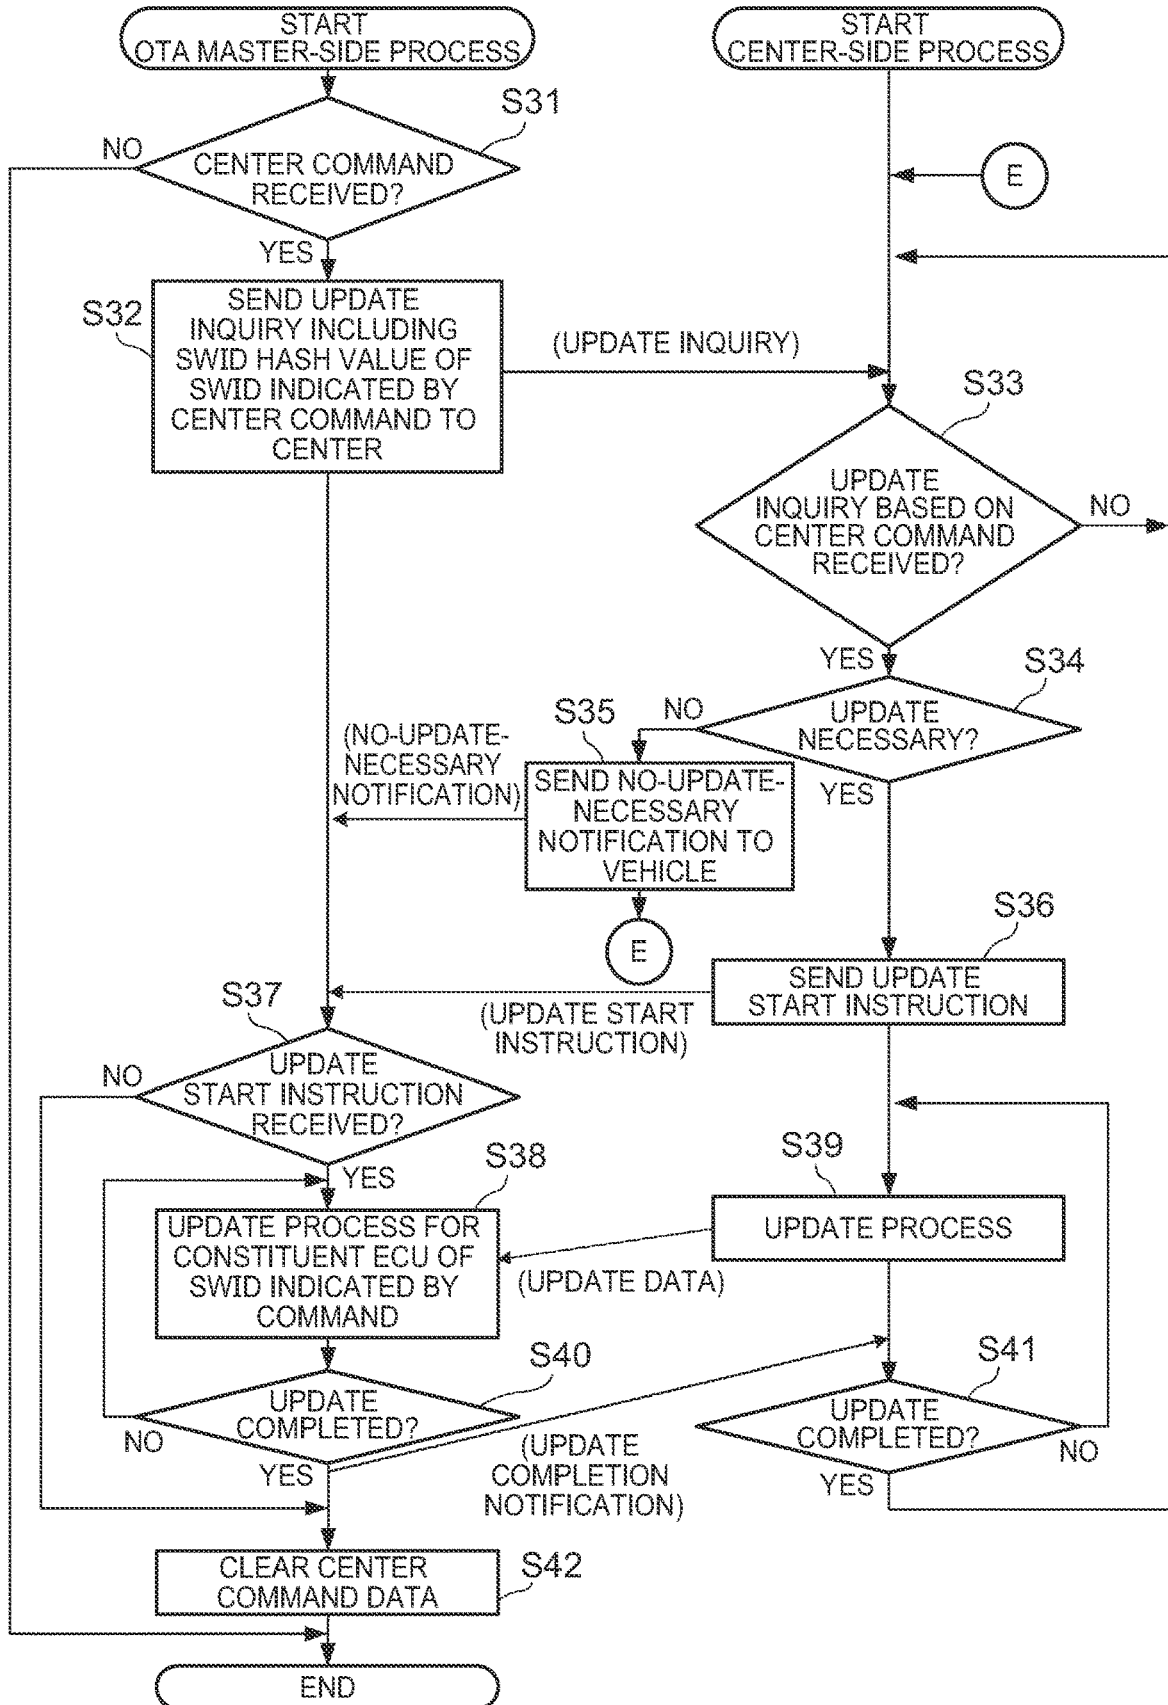 START
OTA MASTER-SIDE PROCESS
START
CENTER-SIDE PROCESS
S31
NO
CENTER COMMAND
RECEIVED?
YES
E
S32
SEND UPDATE
INQUIRY INCLUDING
SWID HASH VALUE OF
SWID INDICATED BY
CENTER COMMAND TO
CENTER
(UPDATE INQUIRY)
S33
UPDATE
INQUIRY BASED ON
CENTER COMMAND
RECEIVED?
NO
YES
S34
UPDATE
NECESSARY?
NO
YES
S35
(NO-UPDATE-
NECESSARY
NOTIFICATION)
SEND NO-UPDATE-
NECESSARY
NOTIFICATION TO
VEHICLE
E
S36
SEND UPDATE
START INSTRUCTION
(UPDATE START
INSTRUCTION)
S37
UPDATE
START INSTRUCTION
RECEIVED?
NO
YES
S38
UPDATE PROCESS FOR
CONSTITUENT ECU OF
SWID INDICATED BY
COMMAND
S39
UPDATE PROCESS
(UPDATE DATA)
S40
UPDATE
COMPLETED?
NO
YES
(UPDATE
COMPLETION
NOTIFICATION)
S41
UPDATE
COMPLETED?
NO
YES
CLEAR CENTER
COMMAND DATA
S42
END